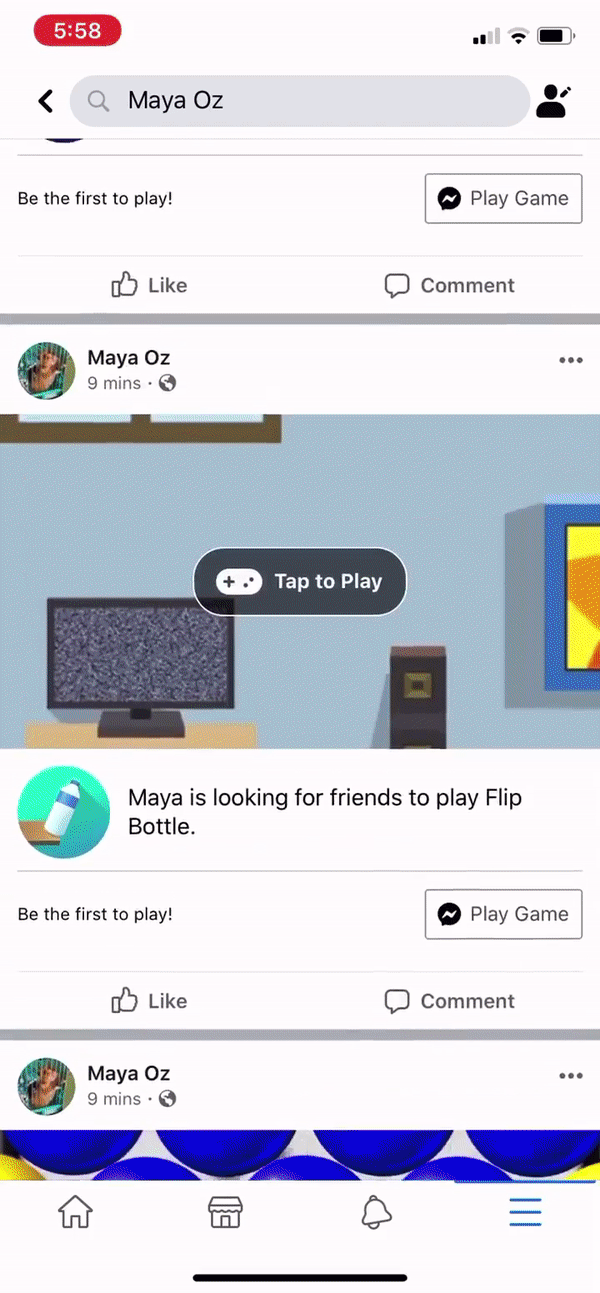 5:58
Maya Oz
Be the first to play!
Play Game
Like
Comment
Maya Oz
9 mins ·
Tap to Play
Maya is looking for friends to play Flip
Bottle.
Be the first to play!
Play Game
Like
Comment
Maya Oz
9 mins ·